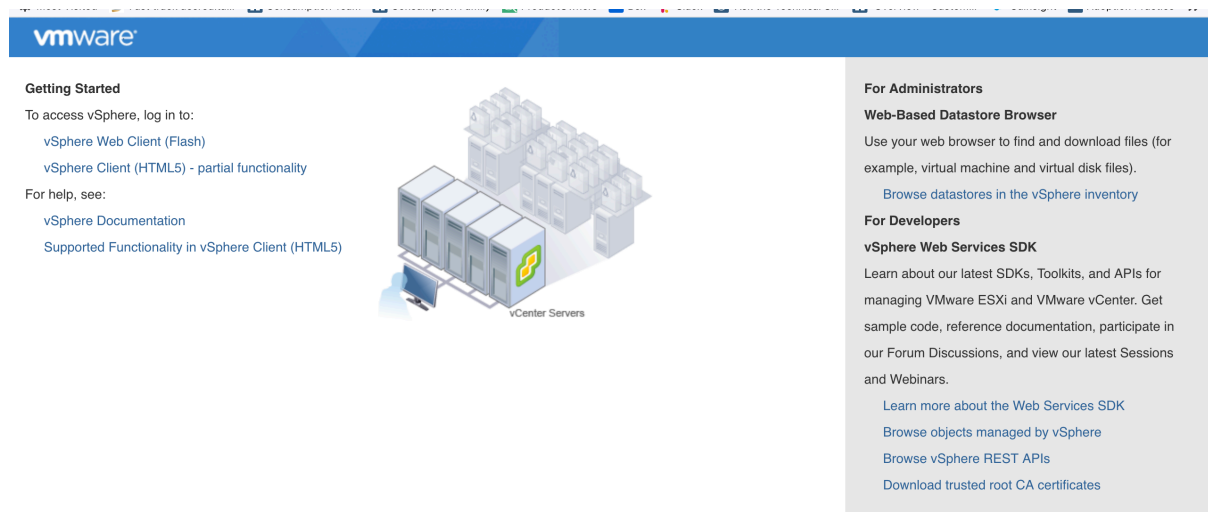 vmware®
Getting Started
To access vSphere, log in to:
vSphere Web Client (Flash)
vSphere Client (HTML5) - partial functionality
For help, see:
vSphere Documentation
Supported Functionality in vSphere Client (HTML5)
vCenter Servers
For Administrators
Web-Based Datastore Browser
Use your web browser to find and download files (for
example, virtual machine and virtual disk files).
Browse datastores in the vSphere inventory
For Developers
vSphere Web Services SDK
Learn about our latest SDKs, Toolkits, and APIs for
managing VMware ESXi and VMware vCenter. Get
sample code, reference documentation, participate in
our Forum Discussions, and view our latest Sessions
and Webinars.
Learn more about the Web Services SDK
Browse objects managed by vSphere
Browse vSphere REST APIs
Download trusted root CA certificates